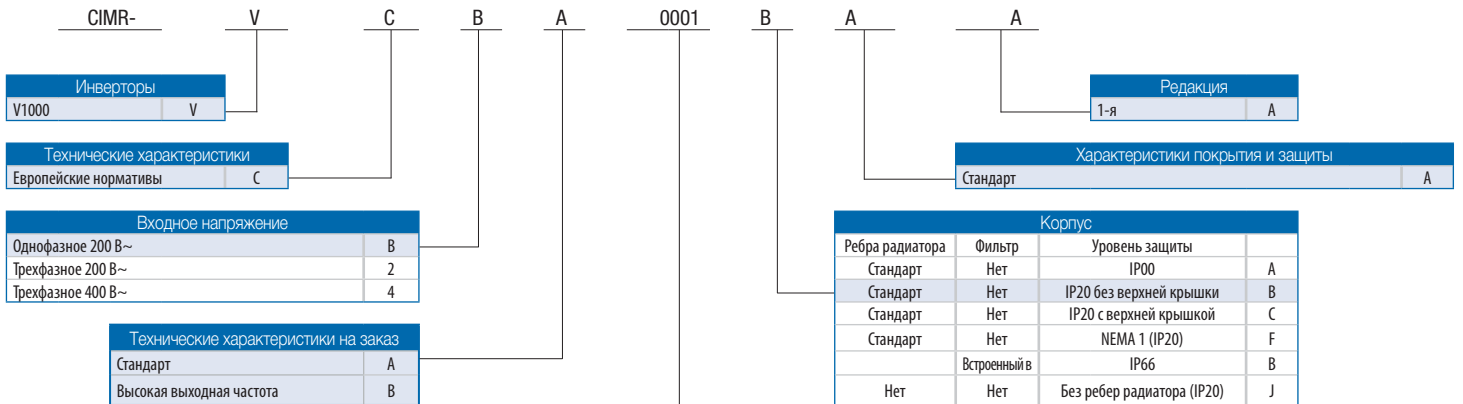 CIMR- V C B A 0001 B A A
Инверторы
V1000 V
Технические характеристики
Европейские нормативы C
Входное напряжение
Однофазное 200 В~ B
Трехфазное 200 В~ 2
Трехфазное 400 В~ 4
Технические характеристики на заказ
Стандарт A
Высокая выходная частота B
Редакция
1-я A
Характеристики покрытия и защиты
Стандарт A
Корпус
Ребра радиатора Фильтр Уровень защиты
Стандарт Нет IP00 A
Стандарт Нет IP20 без верхней крышки B
Стандарт Нет IP20 с верхней крышкой C
Стандарт Нет NEMA 1 (IP20) F
Встроенный в IP66 B
Нет Нет Без ребер радиатора (IP20) J